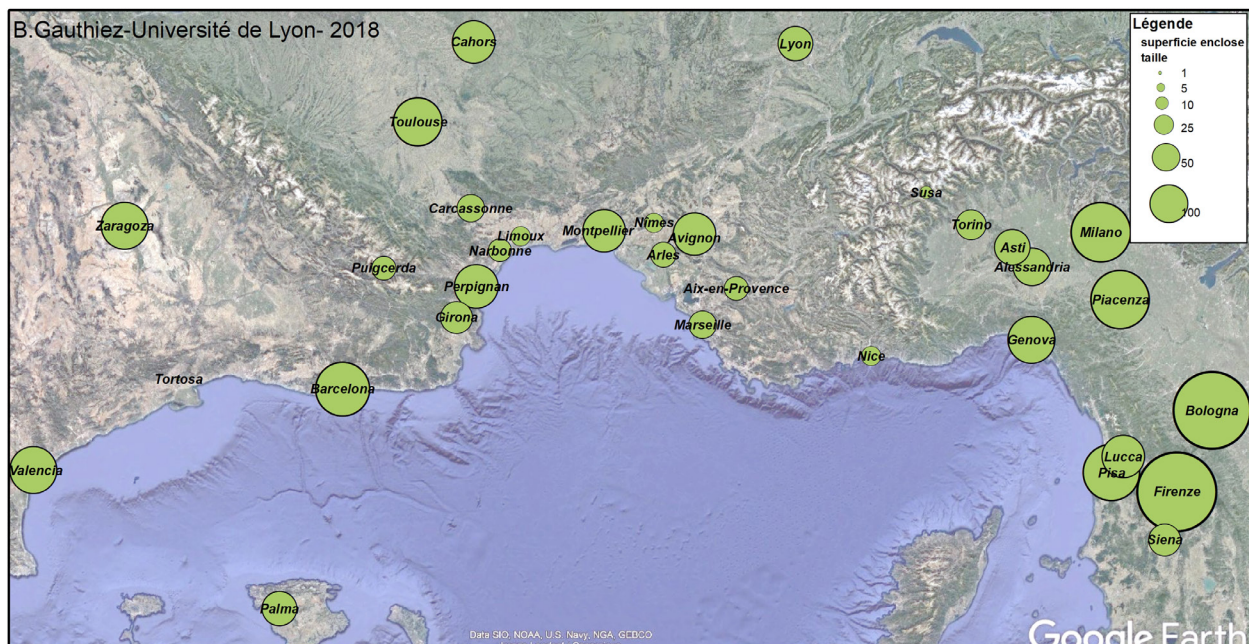 B.Gauthiez-Université de Lyon- 2018
Légende
superficie enclose
taille
1
5
10
25
50
100
Cahors
Lyon
Toulouse
Susa
Carcassonne
Zaragoza
Nîmes
Torino
Limoux
Montpellier
Avignon
Milano
Narbonne
Asti
Arles
Alessandria
Puigcerda
Perpignan
Aix-en-Provence
Piacenza
Girona
Marseille
Genova
Nice
Tortosa
Barcelona
Bologna
Lucca
Valencia
Pisa
Firenze
Siena
Palma
Data SIO, NOAA, U.S. Navy, NGA, GEBCO
Google Earth